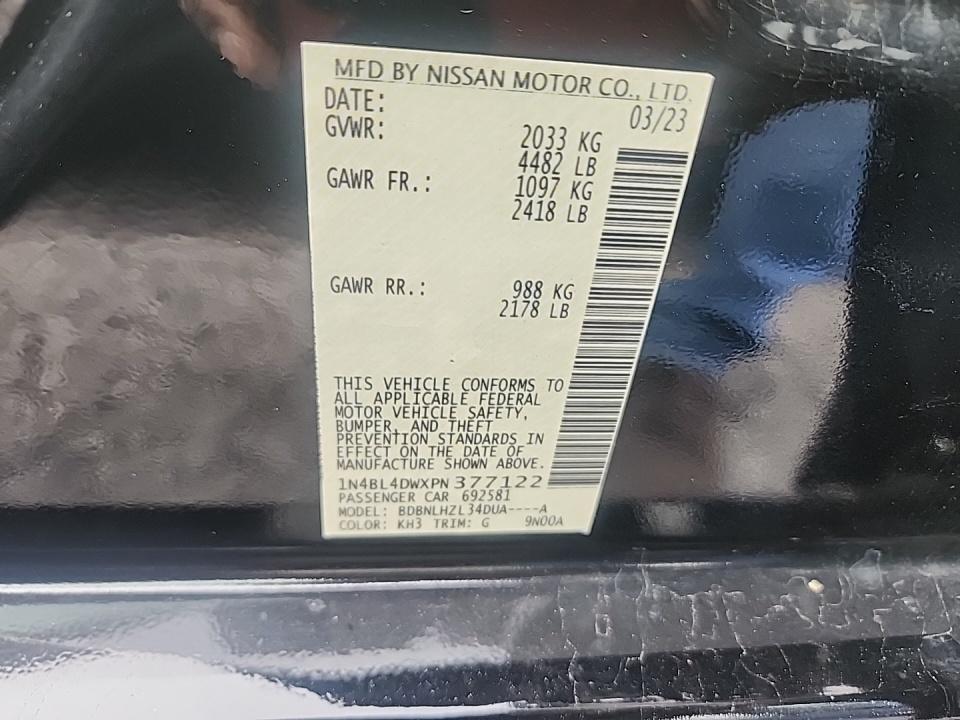 MFD BY NISSAN MOTOR CO., LTD.
DATE: 03/23
GVWR: 2033 KG
4482 LB
GAWR FR.: 1097 KG
2418 LB
GAWR RR.: 988 KG
2178 LB
THIS VEHICLE CONFORMS TO
ALL APPLICABLE FEDERAL
MOTOR VEHICLE SAFETY,
BUMPER, AND THEFT
PREVENTION STANDARDS IN
EFFECT ON THE DATE OF
MANUFACTURE SHOWN ABOVE.
1N4BL4DWXPN377122
PASSENGER CAR 692581
MODEL: BDBNLHZL34DUA----A
COLOR: KH3 TRIM: G 9N00A